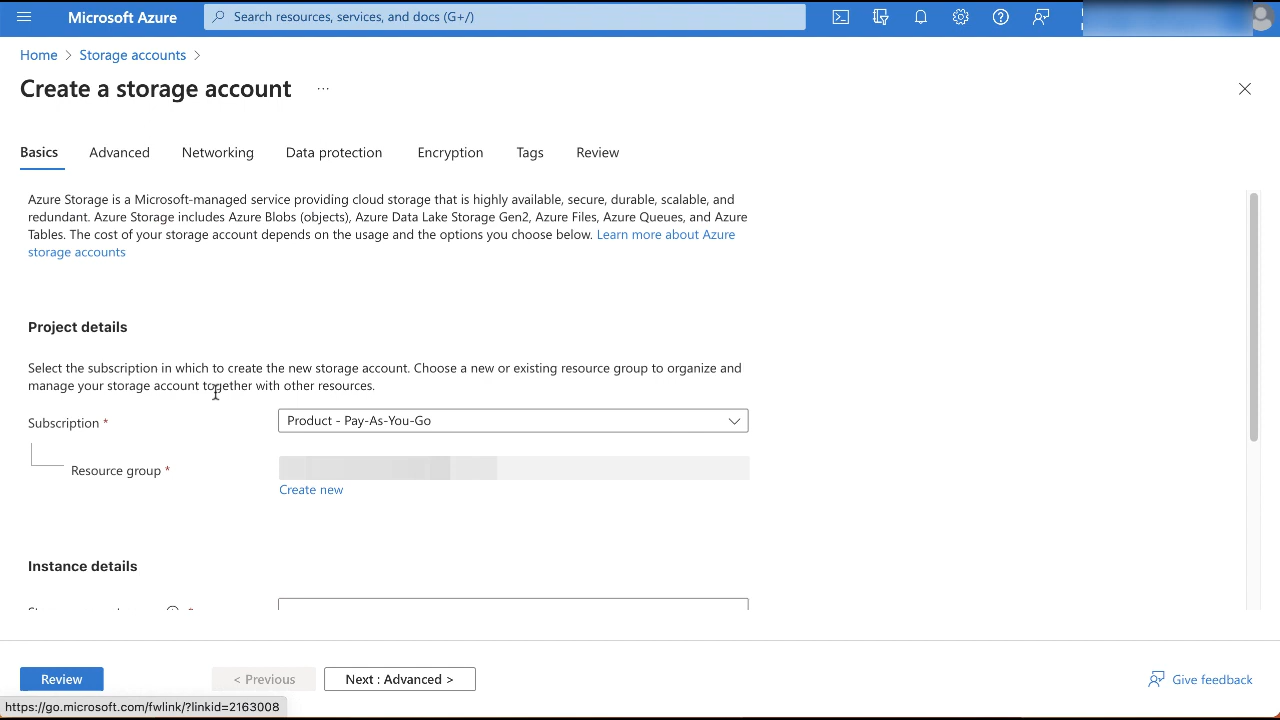 Microsoft Azure
Search resources, services, and docs (G+/)
Home > Storage accounts >
Create a storage account ...
Basics Advanced Networking Data protection Encryption Tags Review
Azure Storage is a Microsoft-managed service providing cloud storage that is highly available, secure, durable, scalable, and
redundant. Azure Storage includes Azure Blobs (objects), Azure Data Lake Storage Gen2, Azure Files, Azure Queues, and Azure
Tables. The cost of your storage account depends on the usage and the options you choose below. Learn more about Azure
storage accounts
Project details
Select the subscription in which to create the new storage account. Choose a new or existing resource group to organize and
manage your storage account together with other resources.
Subscription * Product - Pay-As-You-Go
Resource group *
Create new
Instance details
Review < Previous Next : Advanced > Give feedback
https://go.microsoft.com/fwlink/?linkid=2163008